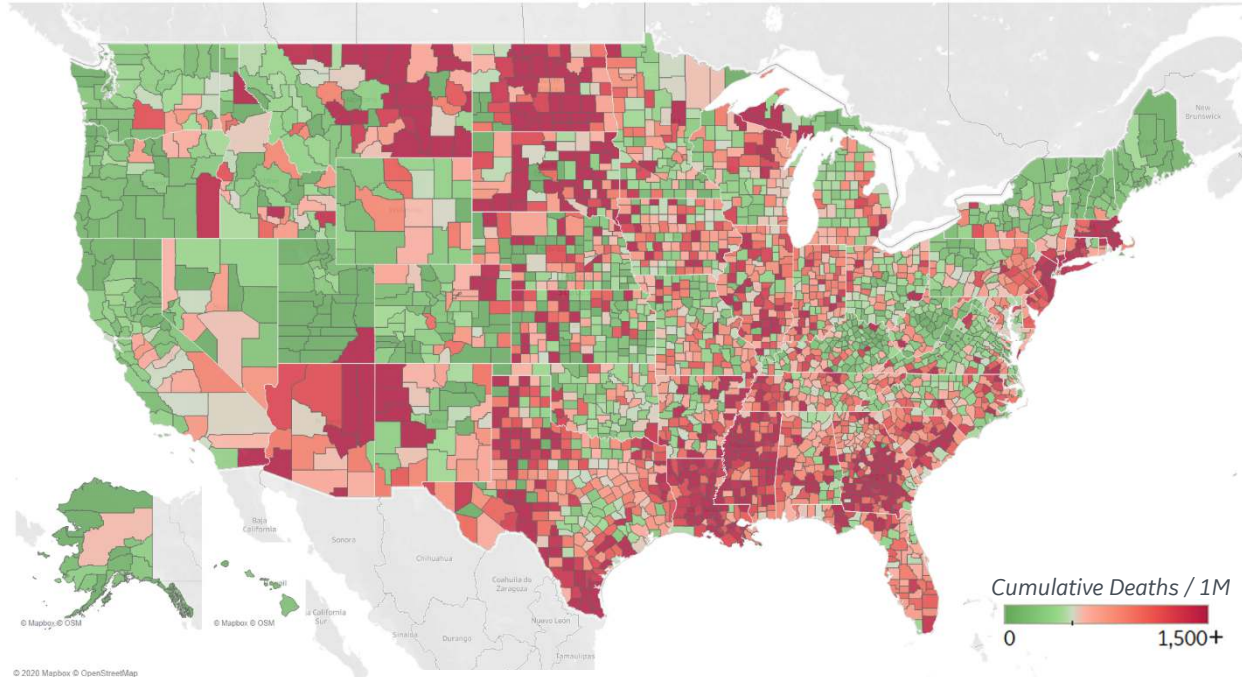 New
Brunswick
Baja
California
Sonora
Chihuahua
Coahuila de
Zaragoza
Nuevo León
Sinaloa
Durango
Tamaulipas
ja California
Sur
© Mapbox © OSM
© Mapbox © OSM
Cumulative Deaths / 1M
0
1,500+
© 2020 Mapbox © OpenStreetMap